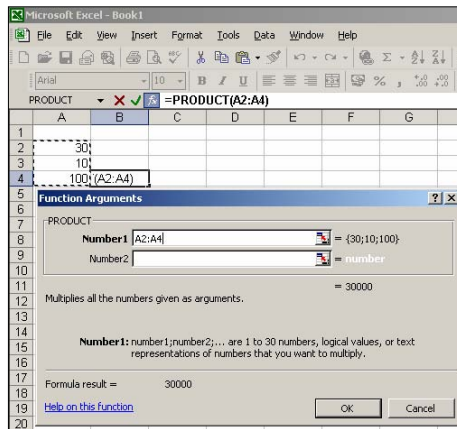 Microsoft Excel - Book1
File Edit View Insert Format Tools Data Window Help
Arial 10 B I U % ,
PRODUCT =PRODUCT(A2:A4)
A B C D E F G
1
2 30
3 10
4 100 (A2:A4)
5 Function Arguments
6
7 PRODUCT
8 Number1 A2:A4 = {30;10;100}
9 Number2 = number
10
11 = 30000
12 Multiplies all the numbers given as arguments.
13
14 Number1: number1;number2;... are 1 to 30 numbers, logical values, or text
15 representations of numbers that you want to multiply.
16
17 Formula result = 30000
18
19 Help on this function OK Cancel
20